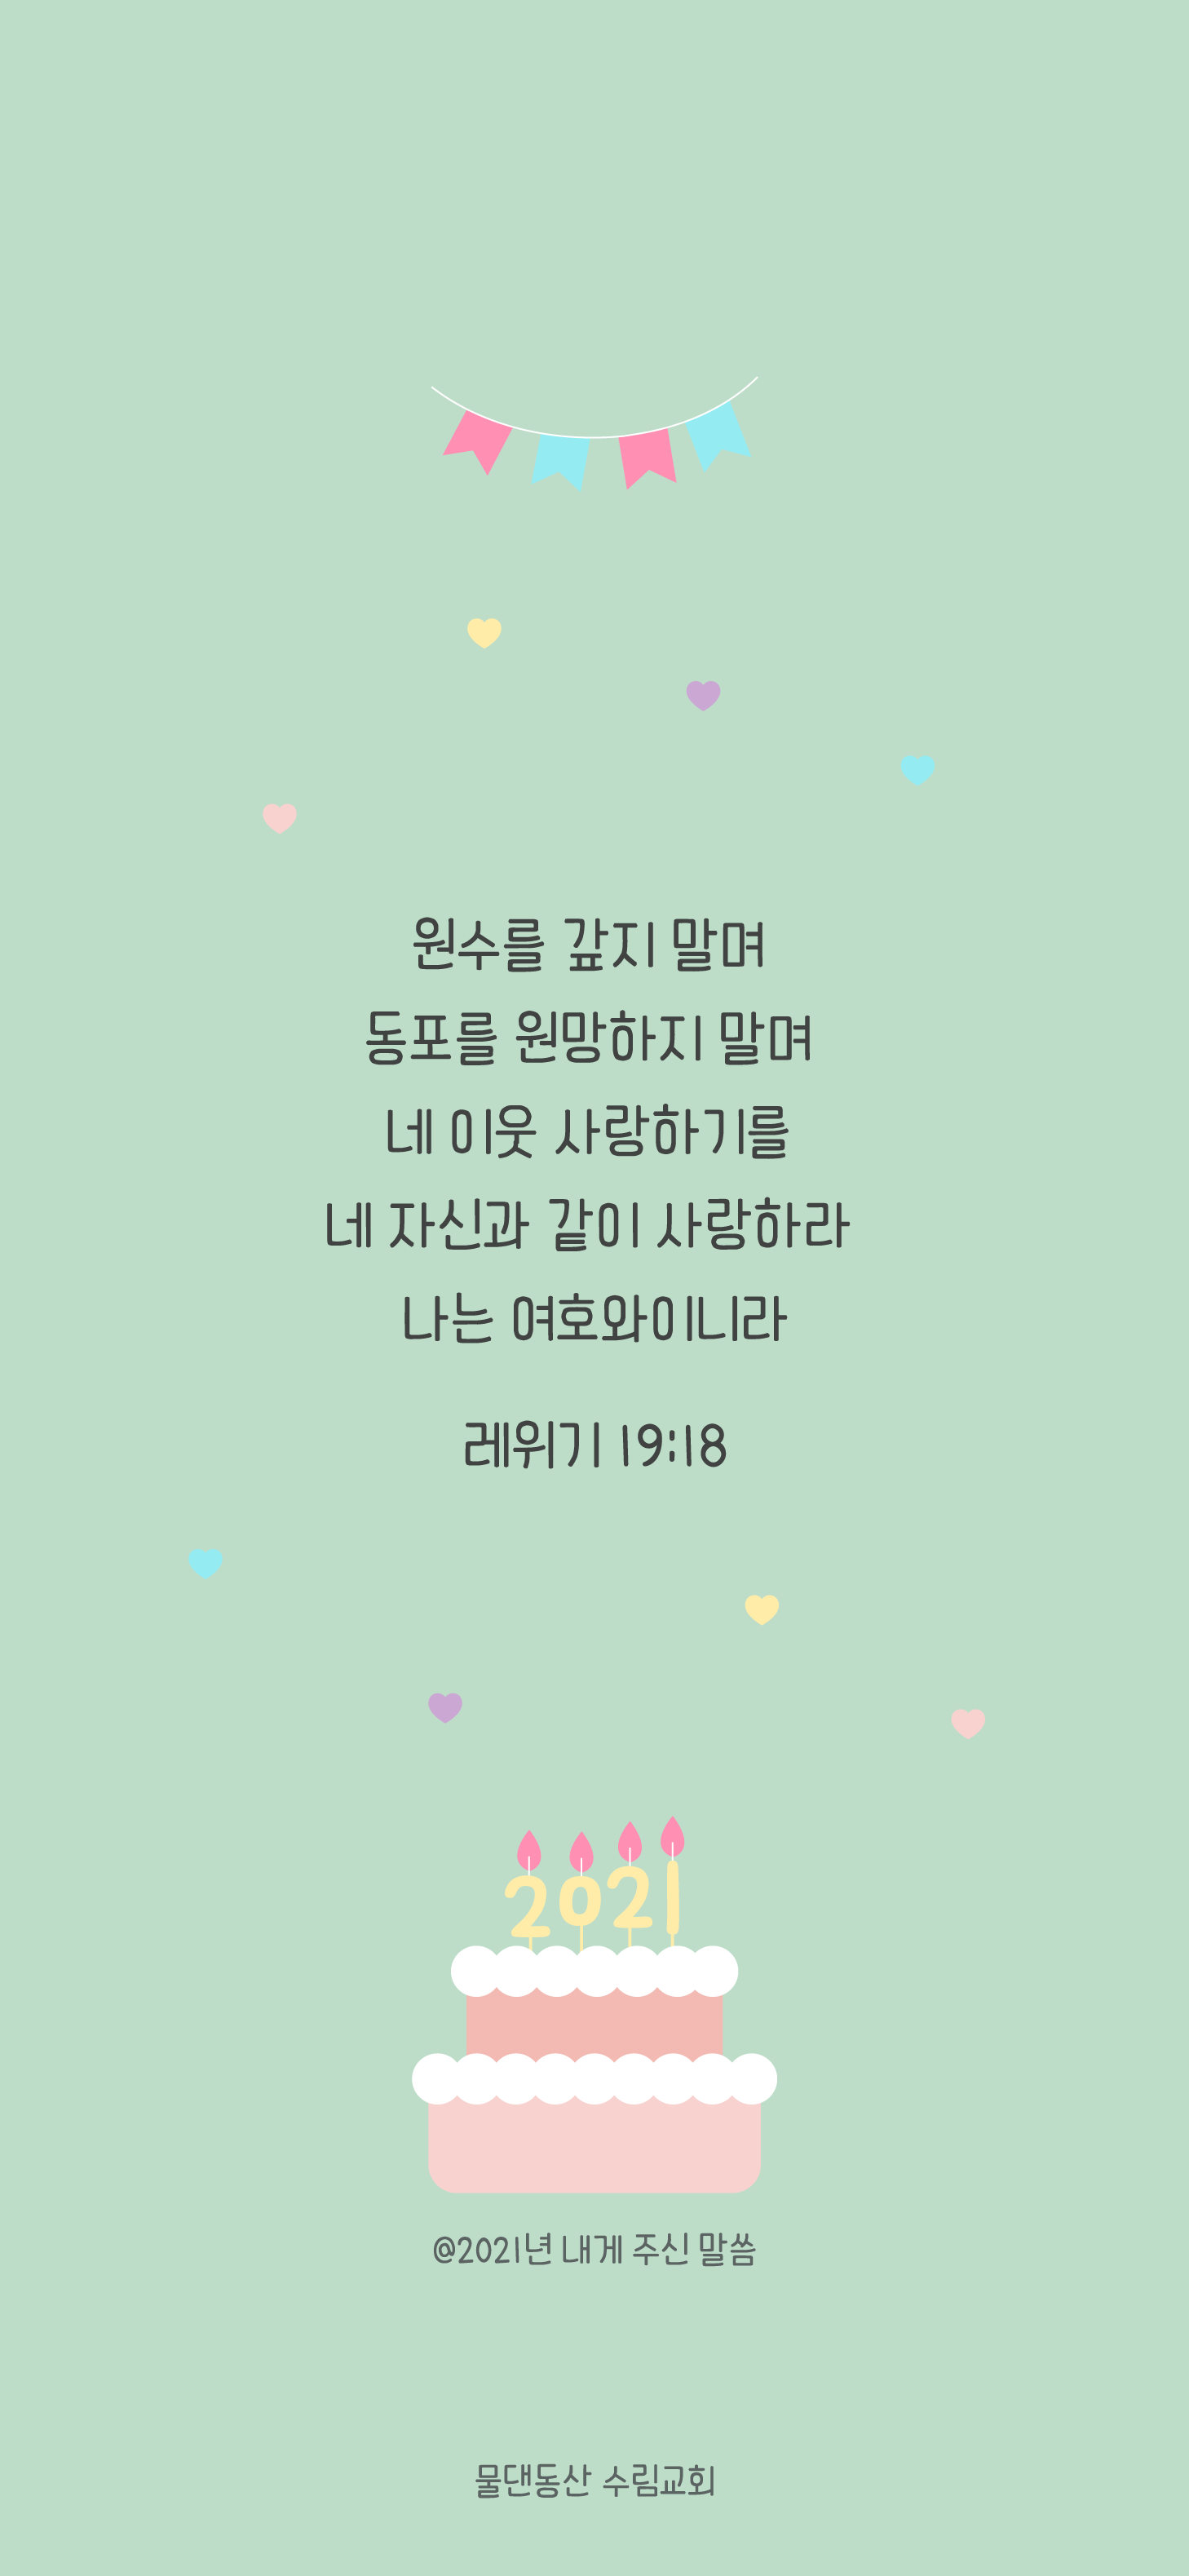 원수를 갚지 말며
동포를 원망하지 말며
네 이웃 사랑하기를
네 자신과 같이 사랑하라
나는 여호와이니라
레위기 19:18
2021
@2021년 내게 주신 말씀
물댄동산 수림교회